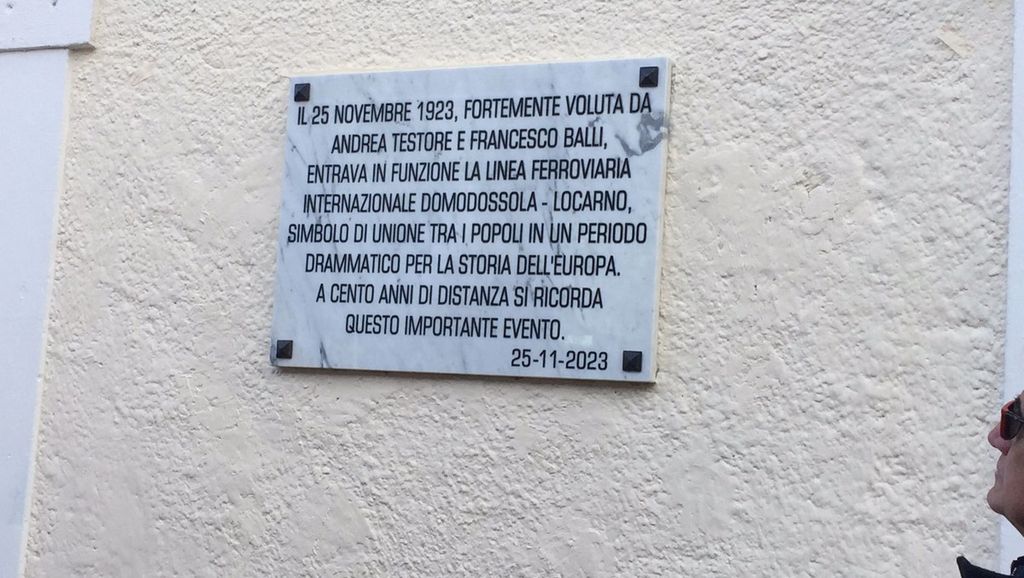 IL 25 NOVEMBRE 1923, FORTEMENTE VOLUTA DA
ANDREA TESTORE E FRANCESCO BALLI,
ENTRAVA IN FUNZIONE LA LINEA FERROVIARIA
INTERNAZIONALE DOMODOSSOLA - LOCARNO,
SIMBOLO DI UNIONE TRA I POPOLI IN UN PERIODO
DRAMMATICO PER LA STORIA DELL'EUROPA.
A CENTO ANNI DI DISTANZA SI RICORDA
QUESTO IMPORTANTE EVENTO.
25-11-2023